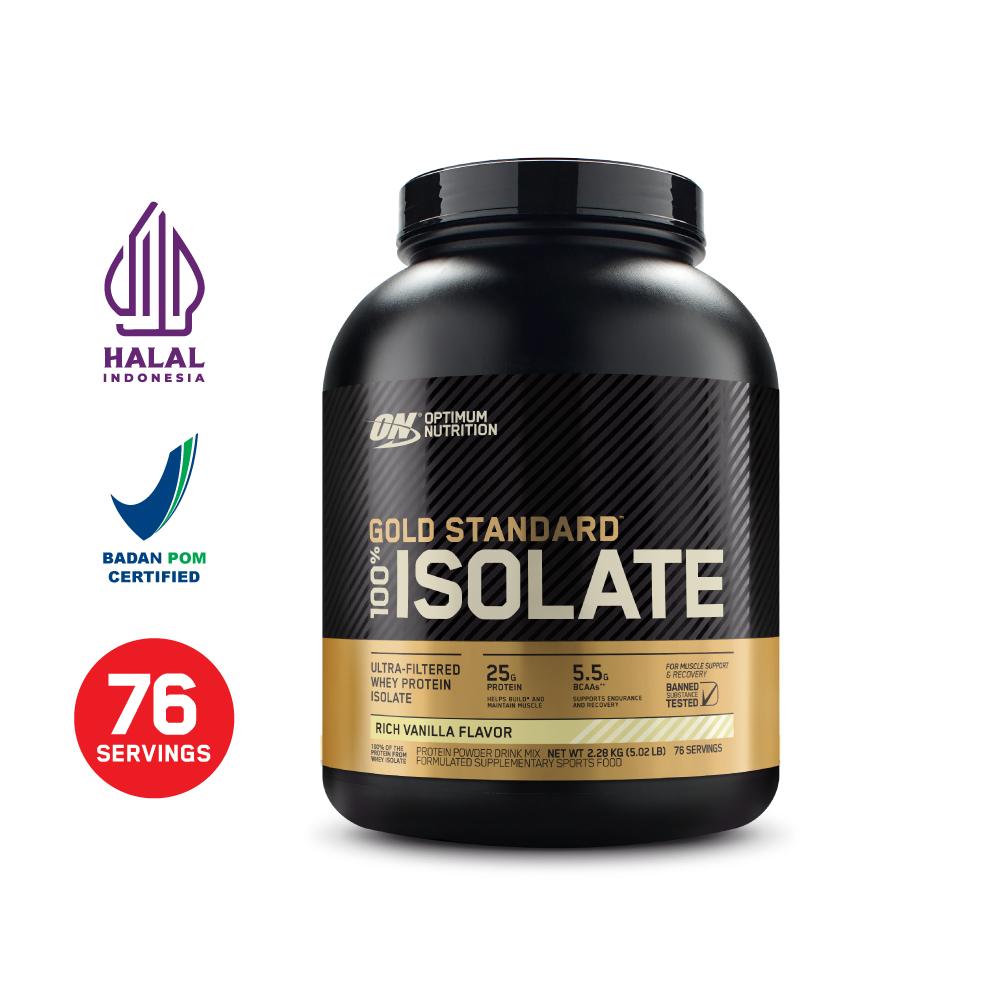 HALAL
INDONESIA
BADAN POM
CERTIFIED
76
SERVINGS
ON® OPTIMUM
NUTRITION
GOLD STANDARD™
100% ISOLATE
ULTRA-FILTERED
WHEY PROTEIN
ISOLATE
25G
PROTEIN
HELPS BUILD* AND
MAINTAIN MUSCLE
5.5G
BCAAs**
SUPPORTS ENDURANCE
AND RECOVERY
FOR MUSCLE SUPPORT
& RECOVERY
BANNED
SUBSTANCE
TESTED
RICH VANILLA FLAVOR
100% OF THE
PROTEIN FROM
WHEY ISOLATE
PROTEIN POWDER DRINK MIX NET WT 2.28 KG (5.02 LB) 76 SERVINGS
FORMULATED SUPPLEMENTARY SPORTS FOOD